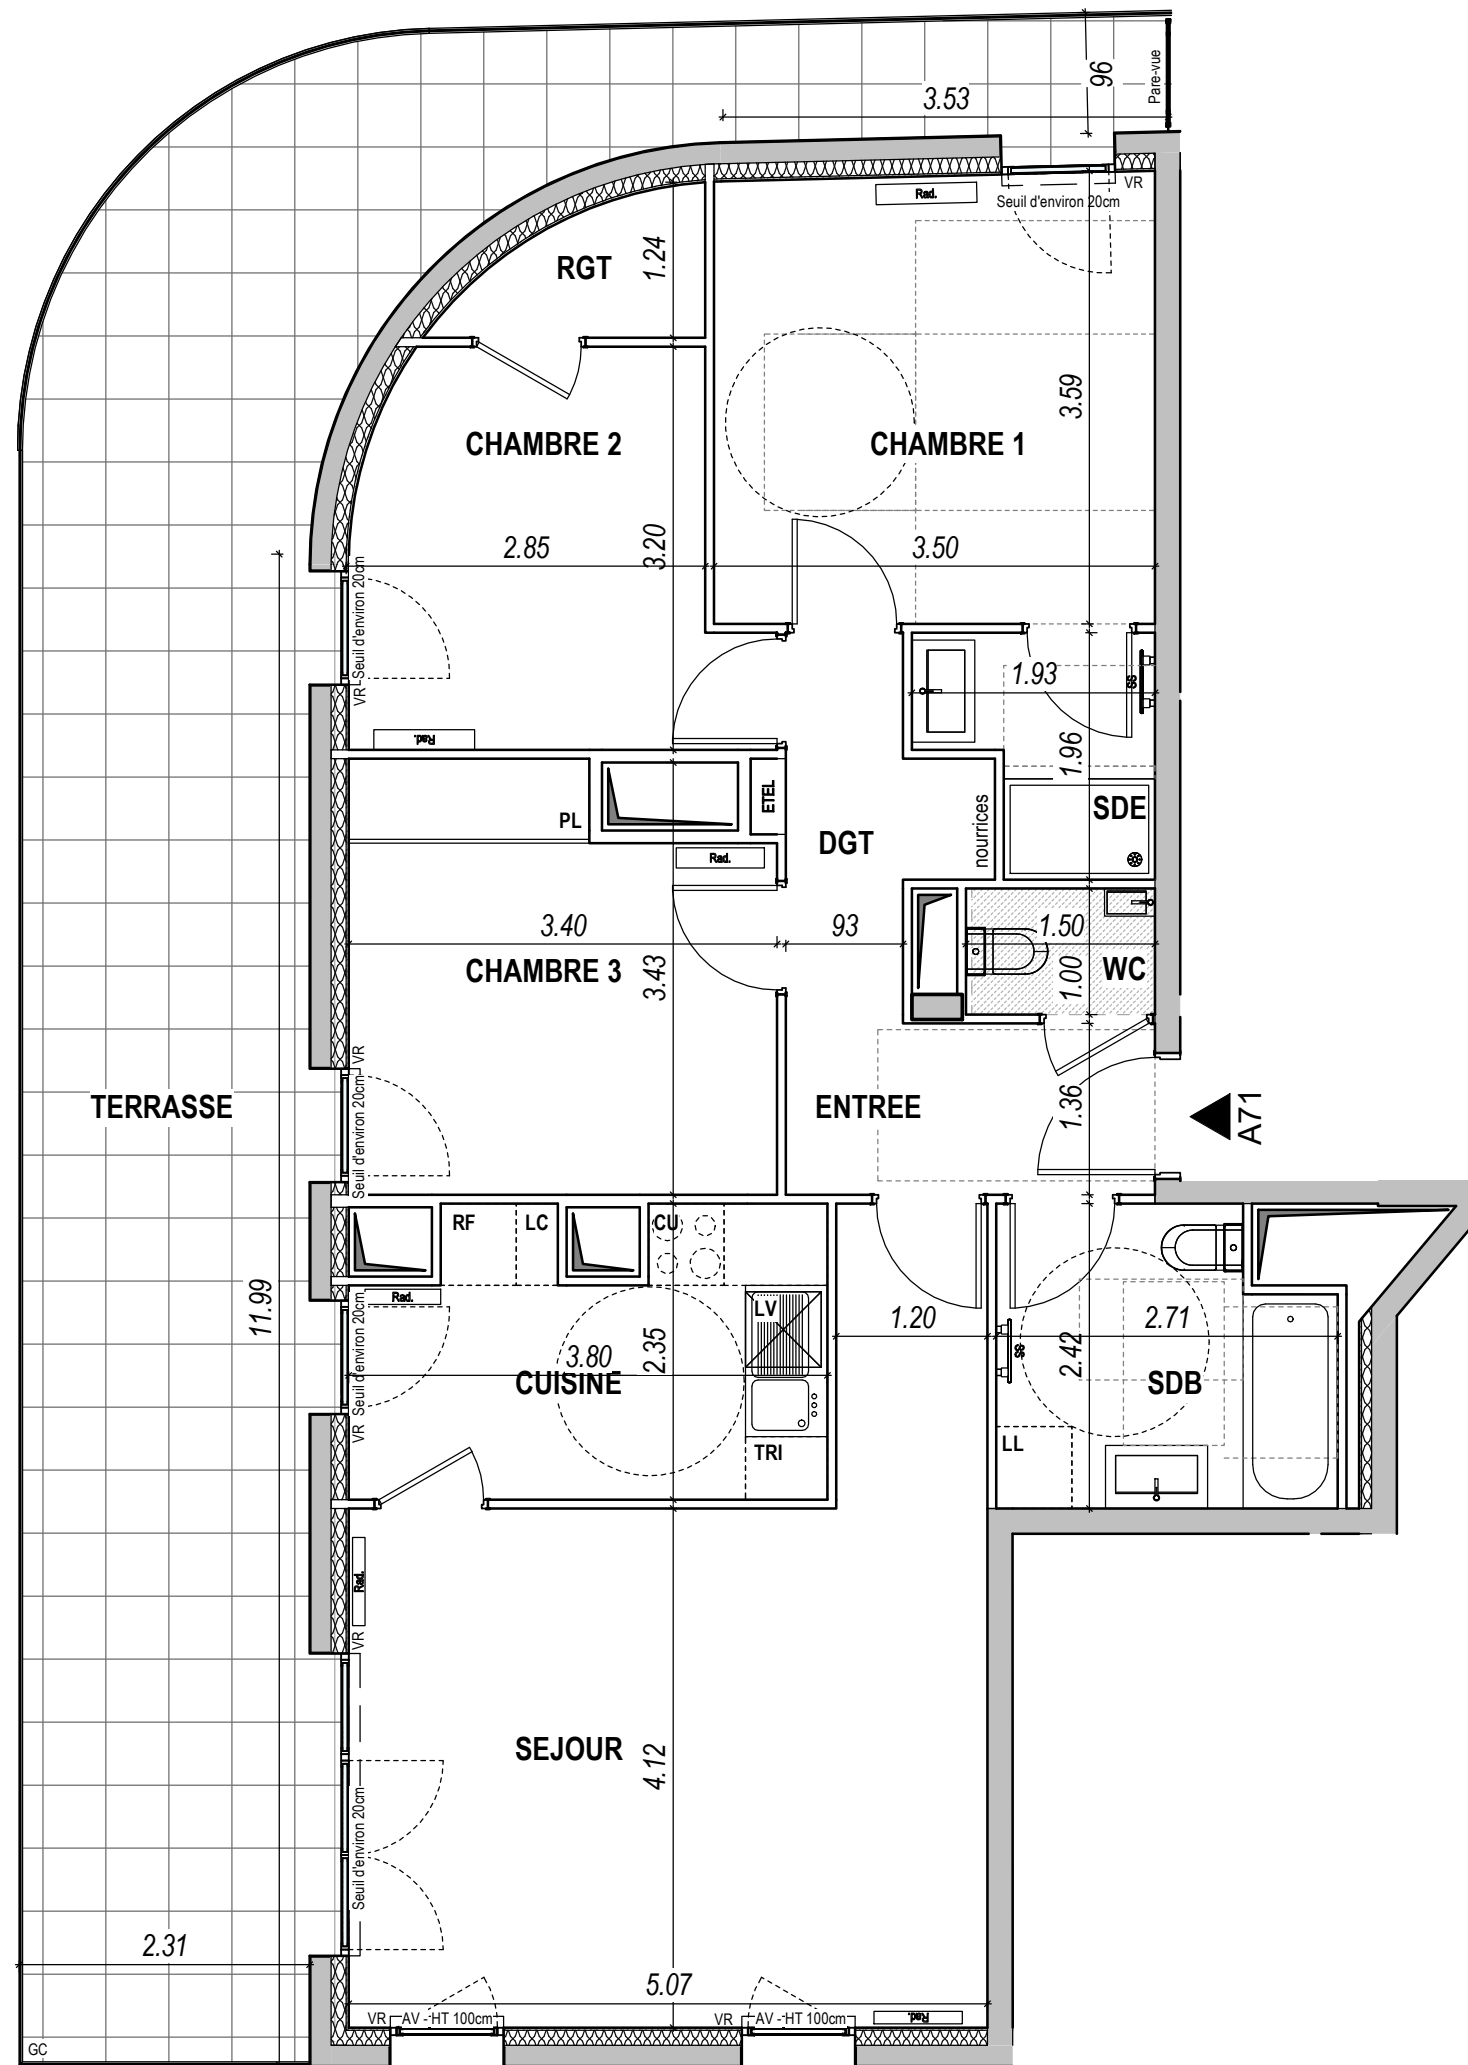 96
Pare-vue
3.53
Rad.
VR
Seuil d'environ 20cm
RGT
1.24
3.59
CHAMBRE 2
CHAMBRE 1
2.85
3.20
3.50
Seuil d'environ 20cm
VR
1.93
SS
Rad.
1.96
ETEL
PL
nourrices
SDE
DGT
Rad.
3.40
93
1.50
CHAMBRE 3
3.43
WC
1.00
VR
Seuil d'environ 20cm
TERRASSE
ENTREE
1.36
A71
RF
LC
CU
11.99
Rad.
LV
Seuil d'environ 20cm
VR
3.80
2.35
1.20
2.71
2.42
SS
CUISINE
SDB
TRI
LL
Rad.
VR
SEJOUR
4.12
Seuil d'environ 20cm
2.31
5.07
VR
AV - HT 100cm
VR
AV - HT 100cm
Rad.
GC